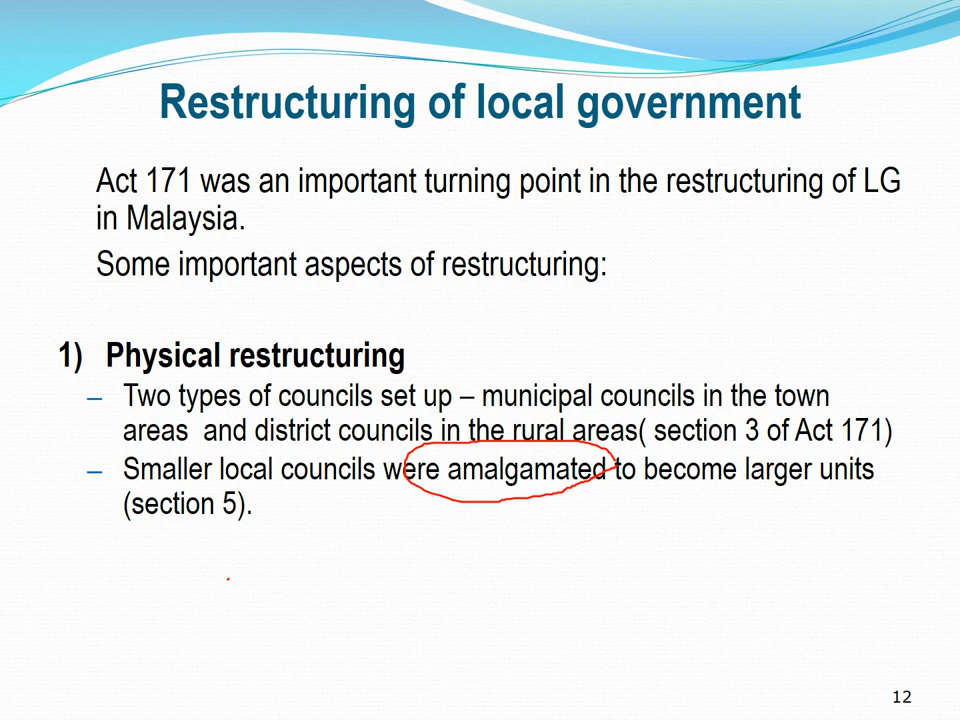 Restructuring of local government
Act 171 was an important turning point in the restructuring of LG
in Malaysia.
Some important aspects of restructuring:
1) Physical restructuring
– Two types of councils set up – municipal councils in the town
areas and district councils in the rural areas( section 3 of Act 171)
– Smaller local councils were amalgamated to become larger units
(section 5).
12